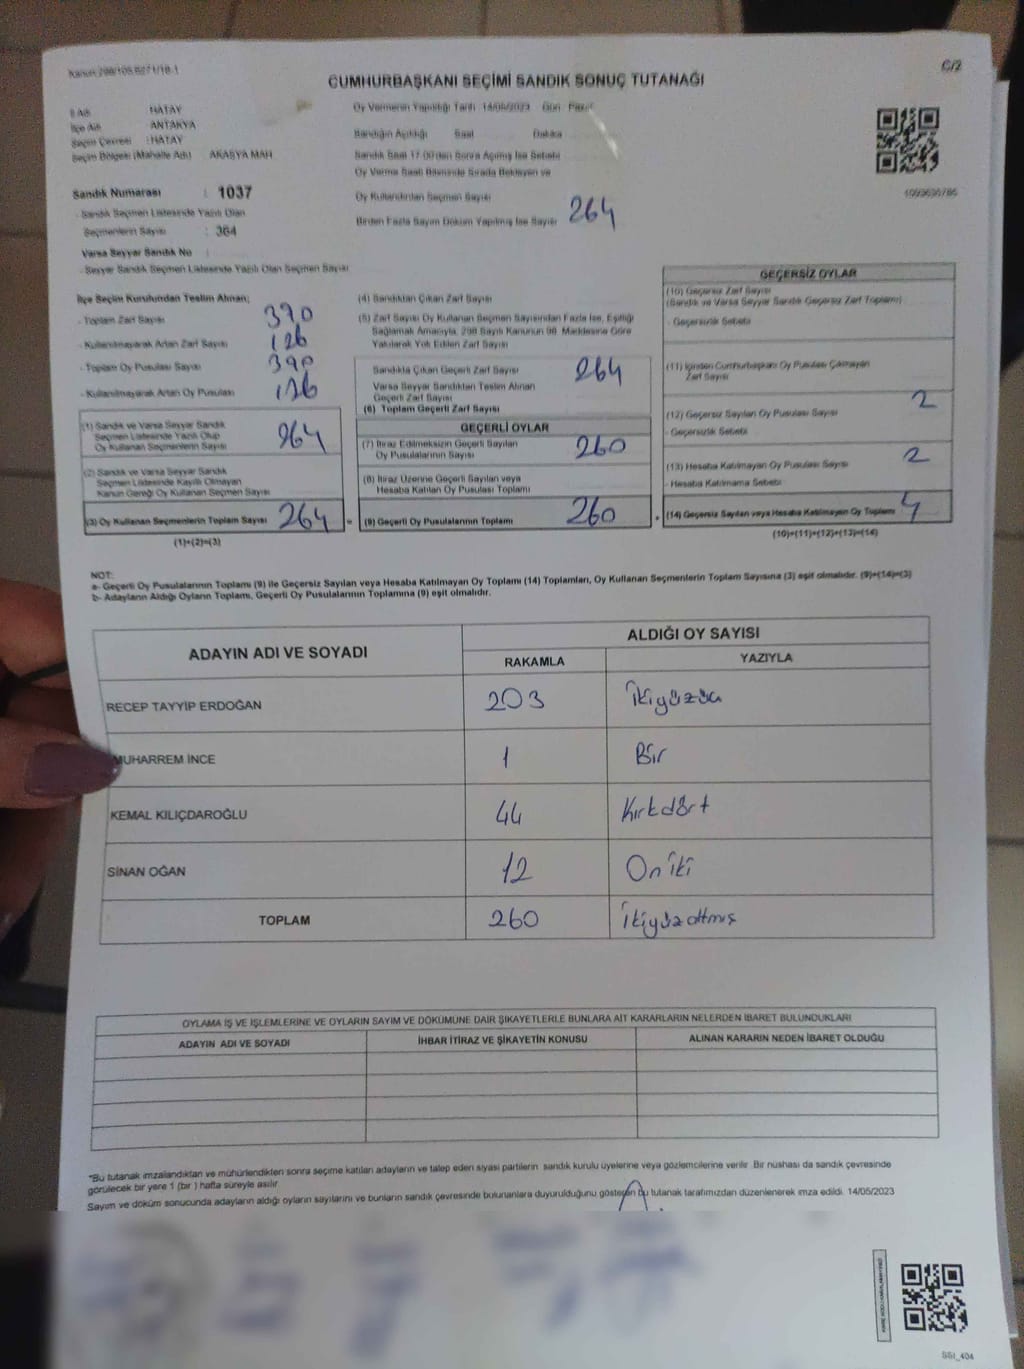 Kanun:298/105,6271/18-1
C/2
CUMHURBAŞKANI SEÇİMİ SANDIK SONUÇ TUTANAĞI
İl Adı : HATAY
İlçe Adı : ANTAKYA
Seçim Çevresi : HATAY
Seçim Bölgesi (Mahalle Adı) AKASYA MAH
Sandık Numarası : 1037
- Sandık Seçmen Listesinde Yazılı Olan
Seçmenlerin Sayısı : 364
Varsa Seyyar Sandık No :
- Seyyar Sandık Seçmen Listesinde Yazılı Olan Seçmen Sayısı
Oy Vermenin Yapıldığı Tarih 14/05/2023 Gün Pazar
Sandığın Açıldığı Saat Dakika
Sandık Saat 17.00'den Sonra Açılmış İse Sebebi
Oy Verme Saati Bitiminde Sırada Bekleyen ve
Oy Kullandırılan Seçmen Sayısı
Birden Fazla Sayım Döküm Yapılmış İse Sayısı 264
İlçe Seçim Kurulundan Teslim Alınan;
- Toplam Zarf Sayısı 390
- Kullanılmayarak Artan Zarf Sayısı 126
- Toplam Oy Pusulası Sayısı 390
- Kullanılmayarak Artan Oy Pusulası 126
(1) Sandık ve Varsa Seyyar Sandık
Seçmen Listesinde Yazılı Olup
Oy Kullanan Seçmenlerin Sayısı 264
(2) Sandık ve Varsa Seyyar Sandık
Seçmen Listesinde Kayıtlı Olmayan
Kanun Gereği Oy Kullanan Seçmen Sayısı
(3) Oy Kullanan Seçmenlerin Toplam Sayısı 264 =
(1)+(2)=(3)
(4) Sandıktan Çıkan Zarf Sayısı
(5) Zarf Sayısı Oy Kullanan Seçmen Sayısından Fazla İse, Eşitliği
Sağlamak Amacıyla, 298 Sayılı Kanunun 98. Maddesine Göre
Yakılarak Yok Edilen Zarf Sayısı
Sandıkta Çıkan Geçerli Zarf Sayısı 264
Varsa Seyyar Sandıktan Teslim Alınan
Geçerli Zarf Sayısı
(6) Toplam Geçerli Zarf Sayısı
GEÇERLİ OYLAR
(7) İtiraz Edilmeksizin Geçerli Sayılan
Oy Pusulalarının Sayısı 260
(8) İtiraz Üzerine Geçerli Sayılan veya
Hesaba Katılan Oy Pusulası Toplamı
(9) Geçerli Oy Pusulalarının Toplamı 260 +
GEÇERSİZ OYLAR
(10) Geçersiz Zarf Sayısı
(Sandık ve Varsa Seyyar Sandık Geçersiz Zarf Toplamı)
- Geçersizlik Sebebi
(11) İçinden Cumhurbaşkanı Oy Pusulası Çıkmayan
Zarf Sayısı
(12) Geçersiz Sayılan Oy Pusulası Sayısı 2
- Geçersizlik Sebebi
(13) Hesaba Katılmayan Oy Pusulası Sayısı 2
- Hesaba Katılmama Sebebi
(14) Geçersiz Sayılan veya Hesaba Katılmayan Oy Toplamı 4
(10)+(11)+(12)+(13)=(14)
NOT:
a- Geçerli Oy Pusulalarının Toplamı (9) ile Geçersiz Sayılan veya Hesaba Katılmayan Oy Toplamı (14) Toplamları, Oy Kullanan Seçmenlerin Toplam Sayısına (3) eşit olmalıdır. (9)+(14)=(3)
b- Adayların Aldığı Oyların Toplamı, Geçerli Oy Pusulalarının Toplamına (9) eşit olmalıdır.
ADAYIN ADI VE SOYADI ALDIĞI OY SAYISI
RAKAMLA YAZIYLA
RECEP TAYYİP ERDOĞAN 203 İkiyüzüç
MUHARREM İNCE 1 Bir
KEMAL KILIÇDAROĞLU 44 Kırkdört
SİNAN OĞAN 12 Oniki
TOPLAM 260 İkiyüzaltmış
OYLAMA İŞ VE İŞLEMLERİNE VE OYLARIN SAYIM VE DÖKÜMÜNE DAİR ŞİKAYETLERLE BUNLARA AİT KARARLARIN NELERDEN İBARET BULUNDUKLARI
ADAYIN ADI VE SOYADI İHBAR İTİRAZ VE ŞİKAYETİN KONUSU ALINAN KARARIN NEDEN İBARET OLDUĞU
*Bu tutanak imzalandıktan ve mühürlendikten sonra seçime katılan adayların ve talep eden siyasi partilerin sandık kurulu üyelerine veya gözlemcilerine verilir. Bir nüshası da sandık çevresinde
görülecek bir yere 1 (bir) hafta süreyle asılır.
Sayım ve döküm sonucunda adayların aldığı oyların sayılarını ve bunların sandık çevresinde bulunanlara duyurulduğunu gösteren bu tutanak tarafımızdan düzenlenerek imza edildi. 14/05/2023
SSt_404